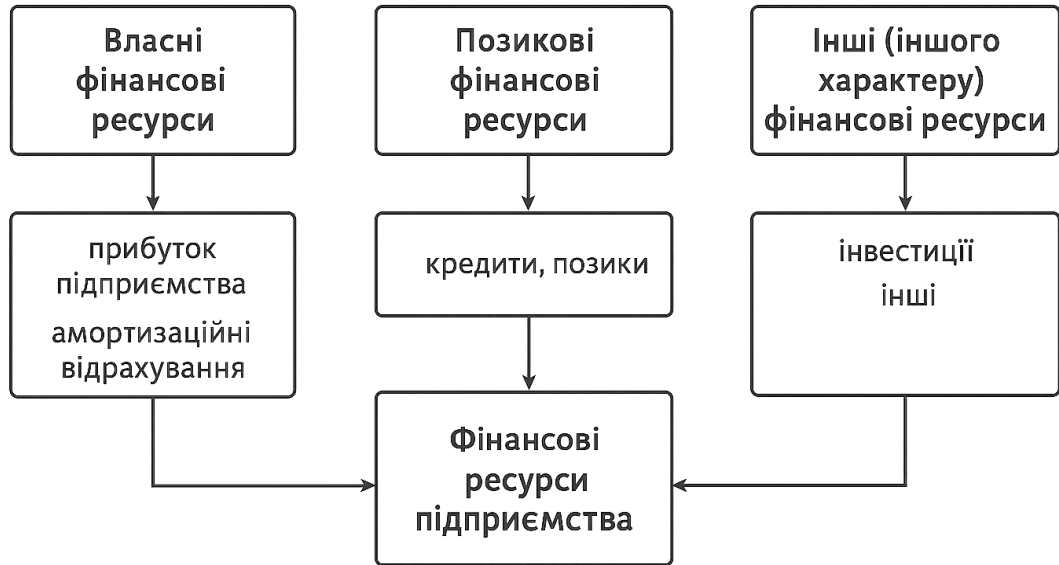 Власні
фінансові
ресурси
Позикові
фінансові
ресурси
Інші (іншого
характеру)
фінансові ресурси
прибуток
підприємства
амортизаційні
відрахування
кредити, позики
інвестиції
інші
Фінансові
ресурси
підприємства